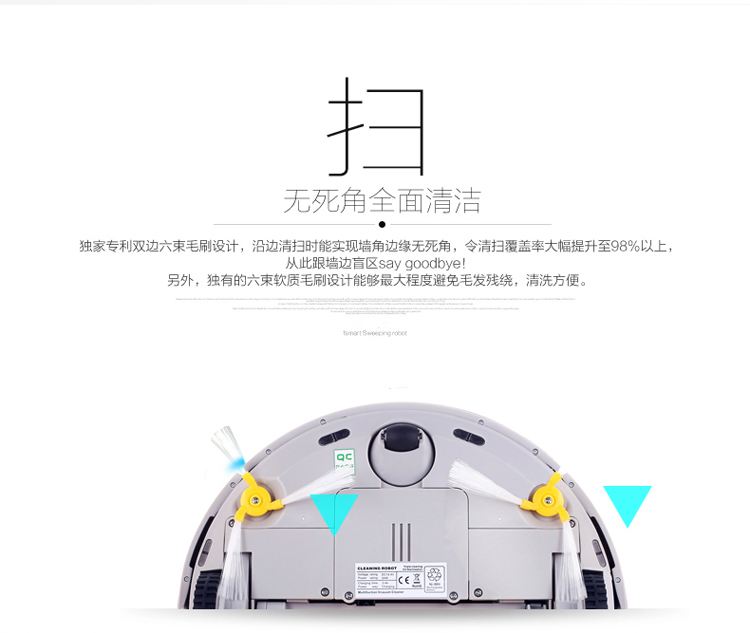 扫
无死角全面清洁
独家专利双边六束毛刷设计，沿边清扫时能实现墙角边缘无死角，令清扫覆盖率大幅提升至98%以上，
从此跟墙边盲区say goodbye！
另外，独有的六束软质毛刷设计能够最大程度避免毛发残绕，清洗方便。
1smart Sweeping robot
QC
CLEANING ROBOT
CE